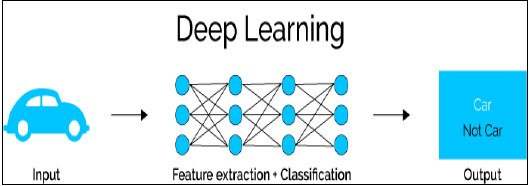 Deep Learning
Car
Not Car
Input
Feature extraction + Classification
Output